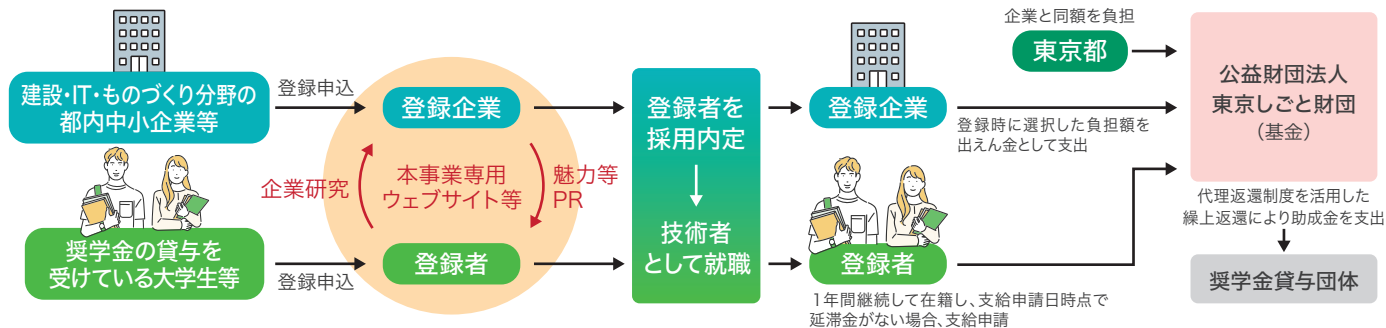 建設・IT・ものづくり分野の
都内中小企業等
登録申込
奨学金の貸与を
受けている大学生等
登録申込
登録企業
企業研究
本事業専用
ウェブサイト等
魅力等
PR
登録者
登録者を
採用内定
技術者
として就職
登録企業
登録時に選択した負担額を
出えん金として支出
登録者
1年間継続して在籍し、支給申請日時点で
延滞金がない場合、支給申請
企業と同額を負担
東京都
公益財団法人
東京しごと財団
（基金）
代理返還制度を活用した
繰上返還により助成金を支出
奨学金貸与団体